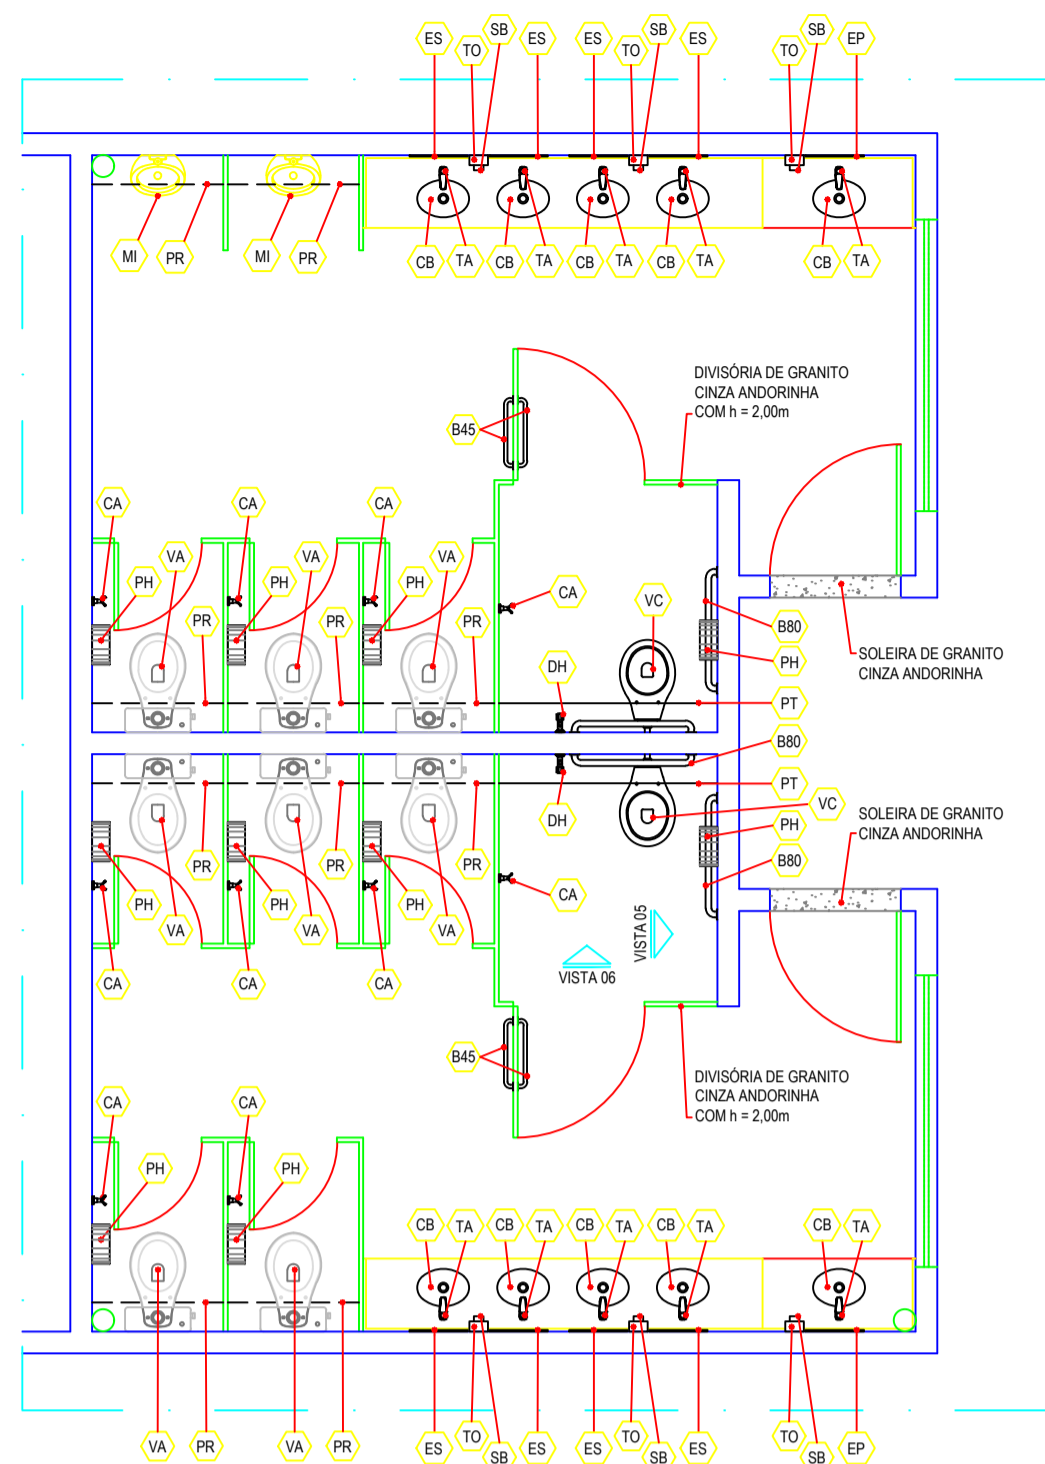 SB SB SB
ES TO ES ES TO ES TO EP
MI PR MI PR CB TA CB TA CB TA CB TA CB TA
DIVISÓRIA DE GRANITO
CINZA ANDORINHA
COM h = 2,00m
B45
CA CA CA
VA VA VA
PH PH PH CA VC
PR PR PR B80
SOLEIRA DE GRANITO
CINZA ANDORINHA
DH PH
PT
B80
PT
VC
SOLEIRA DE GRANITO
CINZA ANDORINHA
DH PH
PR PR PR B80
PH PH PH CA
VA VA VA
VISTA 05
VISTA 06
CA CA CA
B45
DIVISÓRIA DE GRANITO
CINZA ANDORINHA
COM h = 2,00m
CA CA
PH PH
CB TA CB TA CB TA CB TA CB TA
VA PR VA PR ES TO ES ES TO ES TO EP
SB SB SB